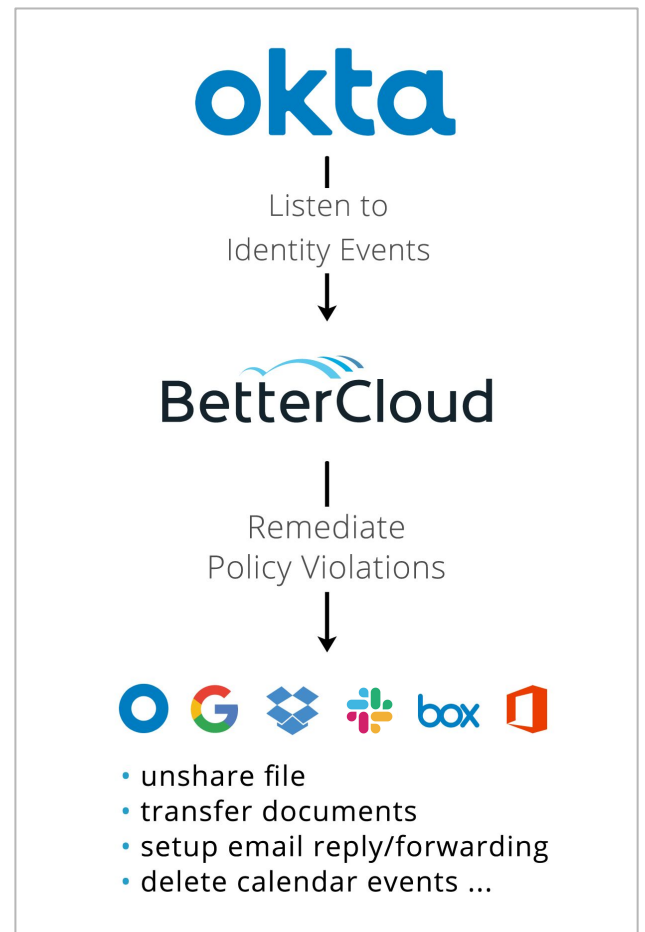 okta
Listen to
Identity Events
BetterCloud
Remediate
Policy Violations
box
• unshare file
• transfer documents
• setup email reply/forwarding
• delete calendar events ...